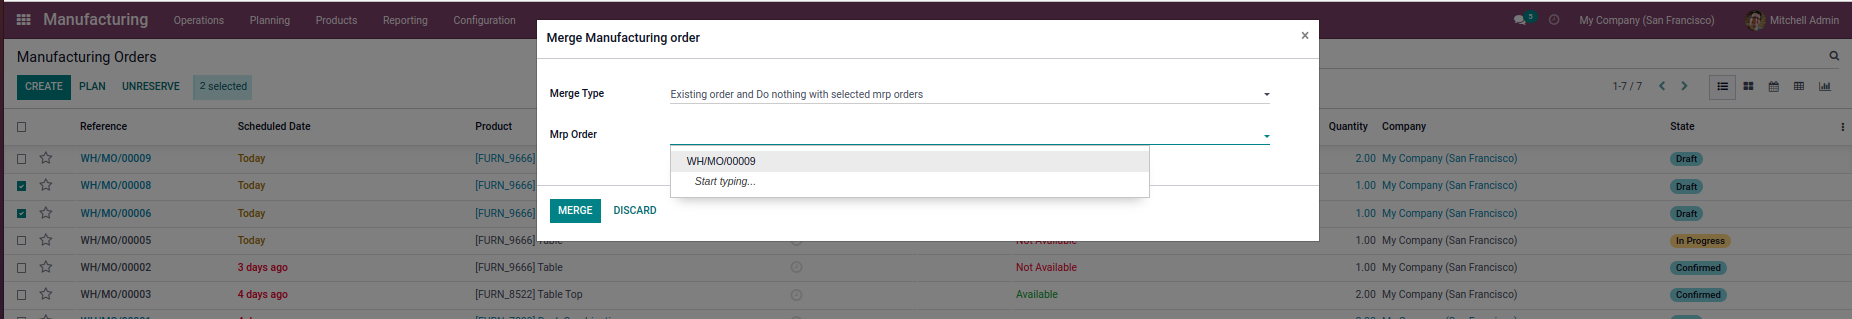 Manufacturing Operations Planning Products Reporting Configuration 5 My Company (San Francisco) Mitchell Admin
Merge Manufacturing order ×
Manufacturing Orders
CREATE PLAN UNRESERVE 2 selected 1-7 / 7
Merge Type Existing order and Do nothing with selected mrp orders
Mrp Order
WH/MO/00009
Start typing...
MERGE DISCARD
Reference Scheduled Date Product Quantity Company State
WH/MO/00009 Today [FURN_9666] 2.00 My Company (San Francisco) Draft
WH/MO/00008 Today [FURN_9666] 1.00 My Company (San Francisco) Draft
WH/MO/00006 Today [FURN_9666] 1.00 My Company (San Francisco) Draft
WH/MO/00005 Today [FURN_9666] Table Not Available 1.00 My Company (San Francisco) In Progress
WH/MO/00002 3 days ago [FURN_9666] Table Not Available 1.00 My Company (San Francisco) Confirmed
WH/MO/00003 4 days ago [FURN_8522] Table Top Available 2.00 My Company (San Francisco) Confirmed